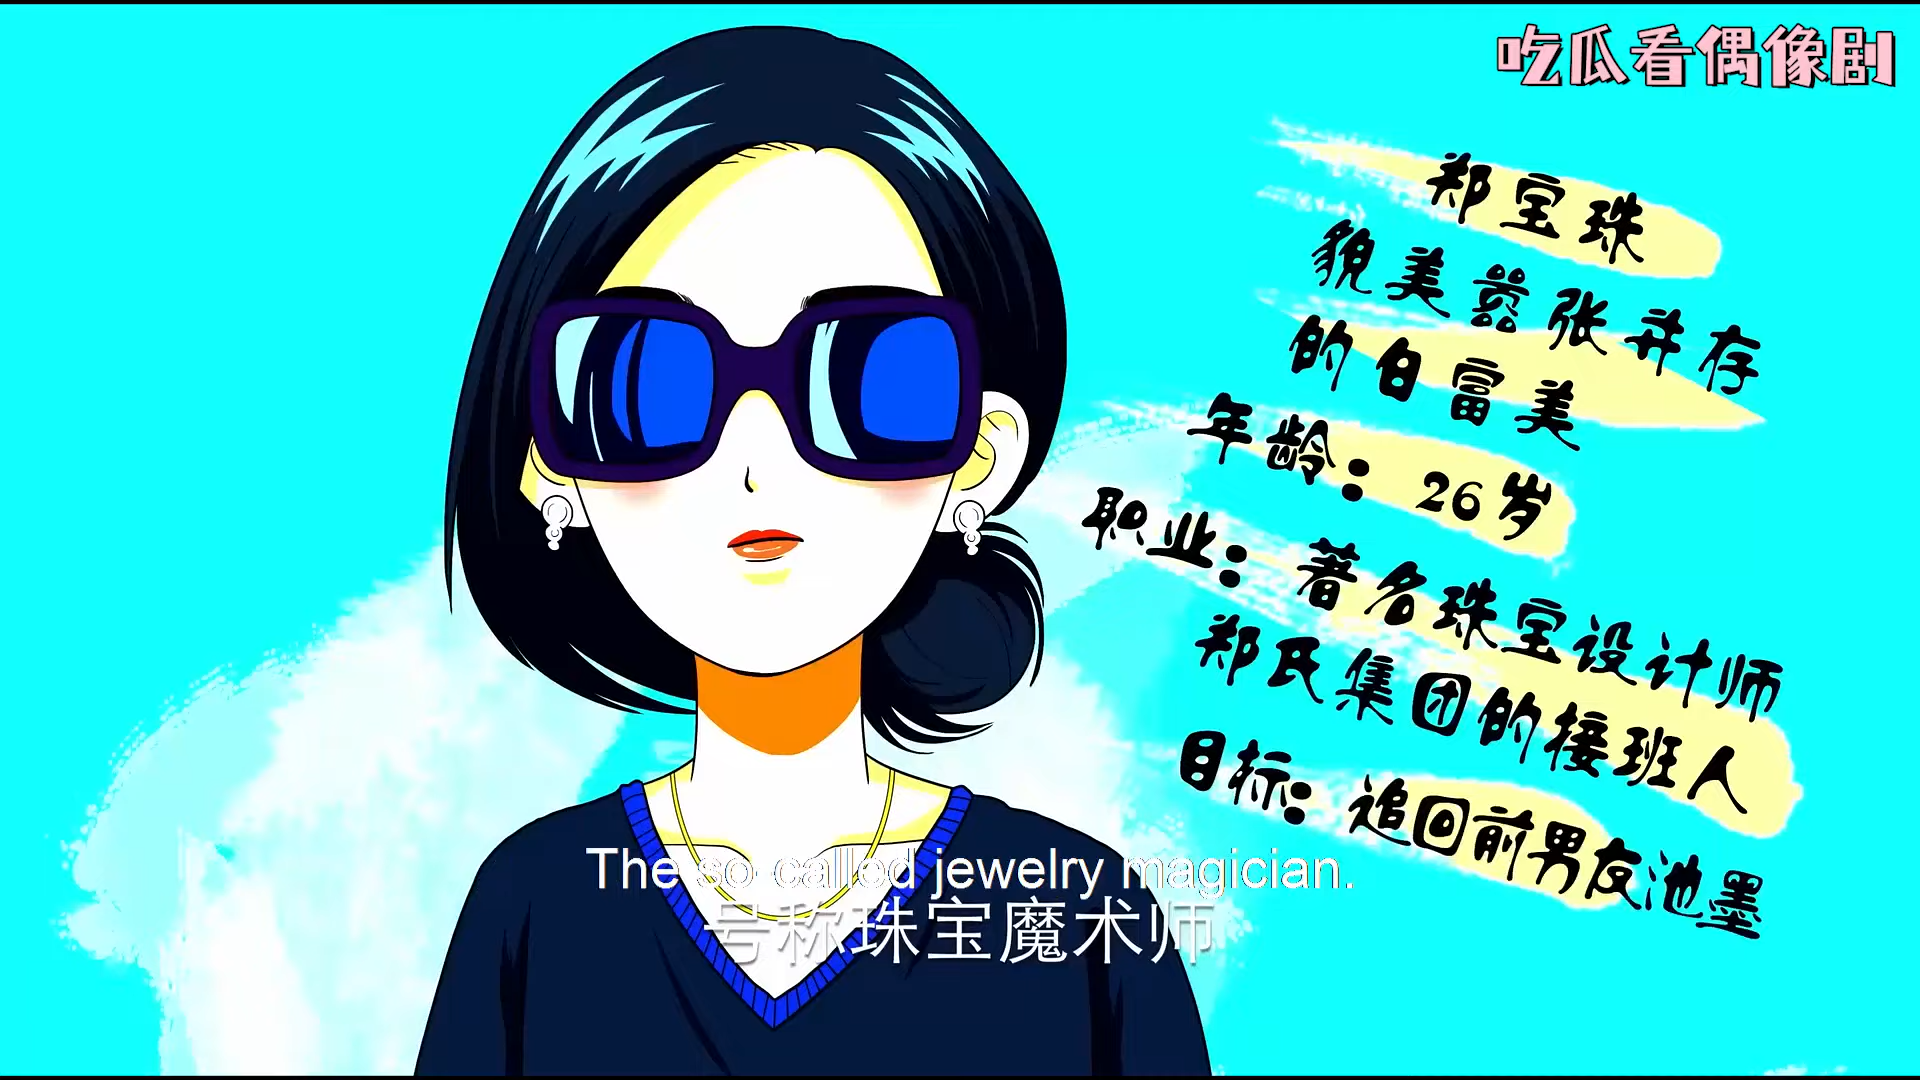 吃瓜看偶像剧
郑宝珠
貌美嚣张并存
的白富美
年龄：26岁
职业：著名珠宝设计师
郑氏集团的接班人
目标：追回前男友池墨
The so called jewelry magician.
号称珠宝魔术师